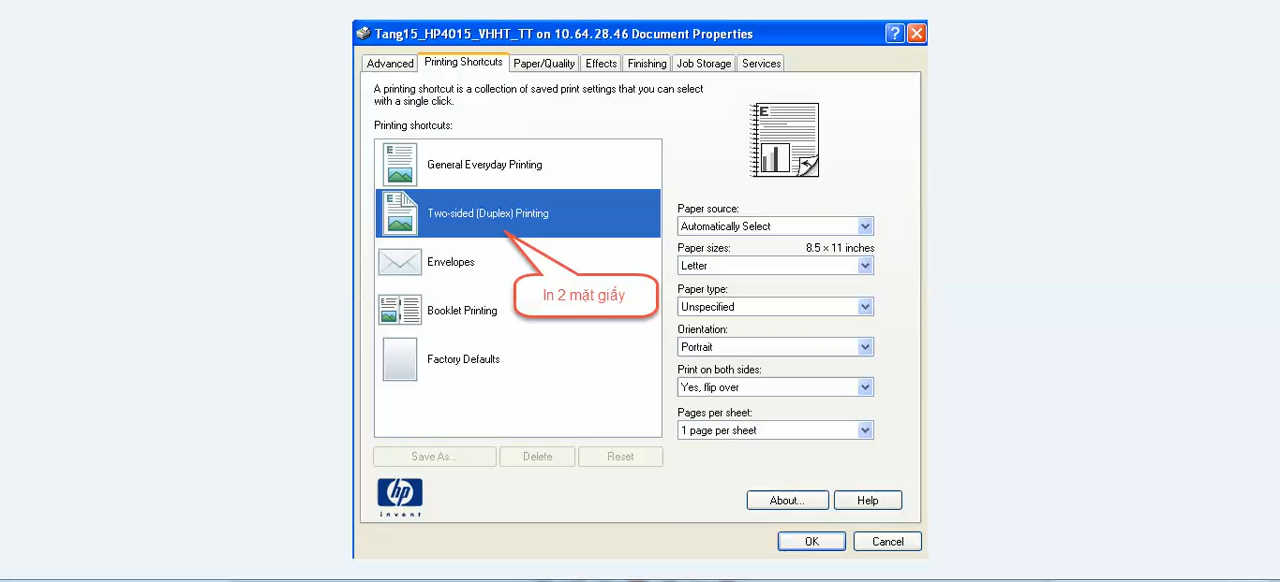 Tang15_HP4015_VHHT_TT on 10.64.28.46 Document Properties
Advanced
Printing Shortcuts
Paper/Quality
Effects
Finishing
Job Storage
Services
A printing shortcut is a collection of saved print settings that you can select
with a single click.
Printing shortcuts:
General Everyday Printing
Two-sided (Duplex) Printing
Envelopes
Booklet Printing
Factory Defaults
In 2 mặt giấy
Save As...
Delete
Reset
Paper source:
Automatically Select
Paper sizes:
8.5 × 11 inches
Letter
Paper type:
Unspecified
Orientation:
Portrait
Print on both sides:
Yes, flip over
Pages per sheet:
1 page per sheet
hp
invent
About...
Help
OK
Cancel